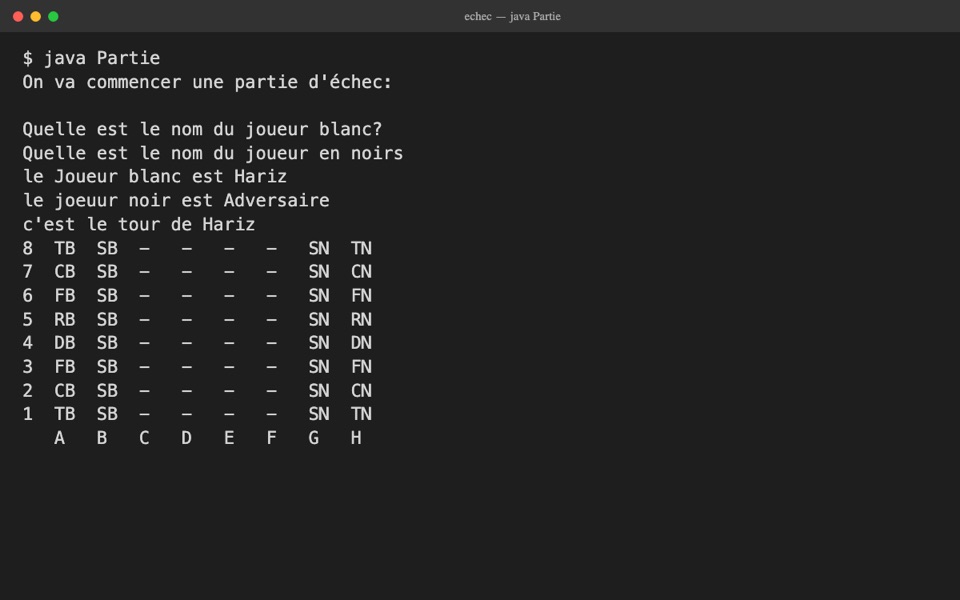 echec — java Partie
$ java Partie
On va commencer une partie d'échec:
Quelle est le nom du joueur blanc?
Quelle est le nom du joueur en noirs
le Joueur blanc est Hariz
le joeuur noir est Adversaire
c'est le tour de Hariz
8 TB SB – – – – SN TN
7 CB SB – – – – SN CN
6 FB SB – – – – SN FN
5 RB SB – – – – SN RN
4 DB SB – – – – SN DN
3 FB SB – – – – SN FN
2 CB SB – – – – SN CN
1 TB SB – – – – SN TN
A B C D E F G H